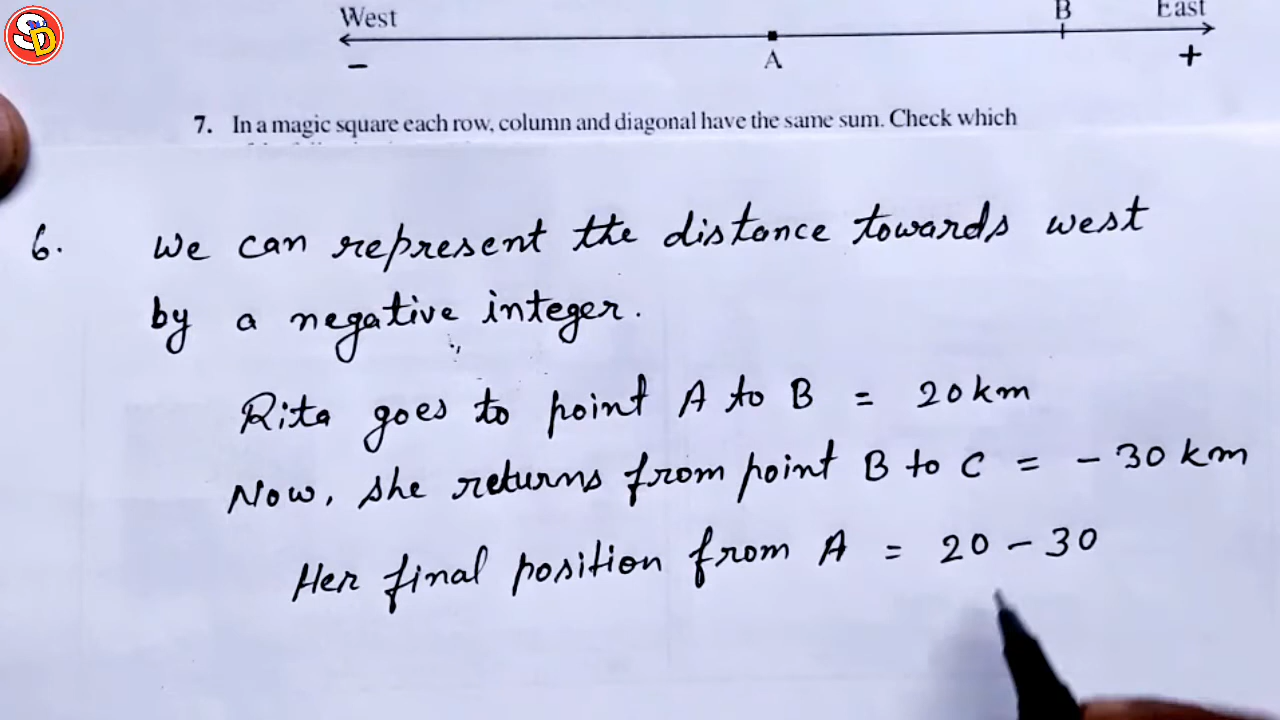 SD
West
B
East
−
A
+
7. In a magic square each row, column and diagonal have the same sum. Check which
6. We can represent the distance towards west
by a negative integer.
Rita goes to point A to B = 20 km
Now, she returns from point B to C = - 30 km
Her final position from A = 20 - 30